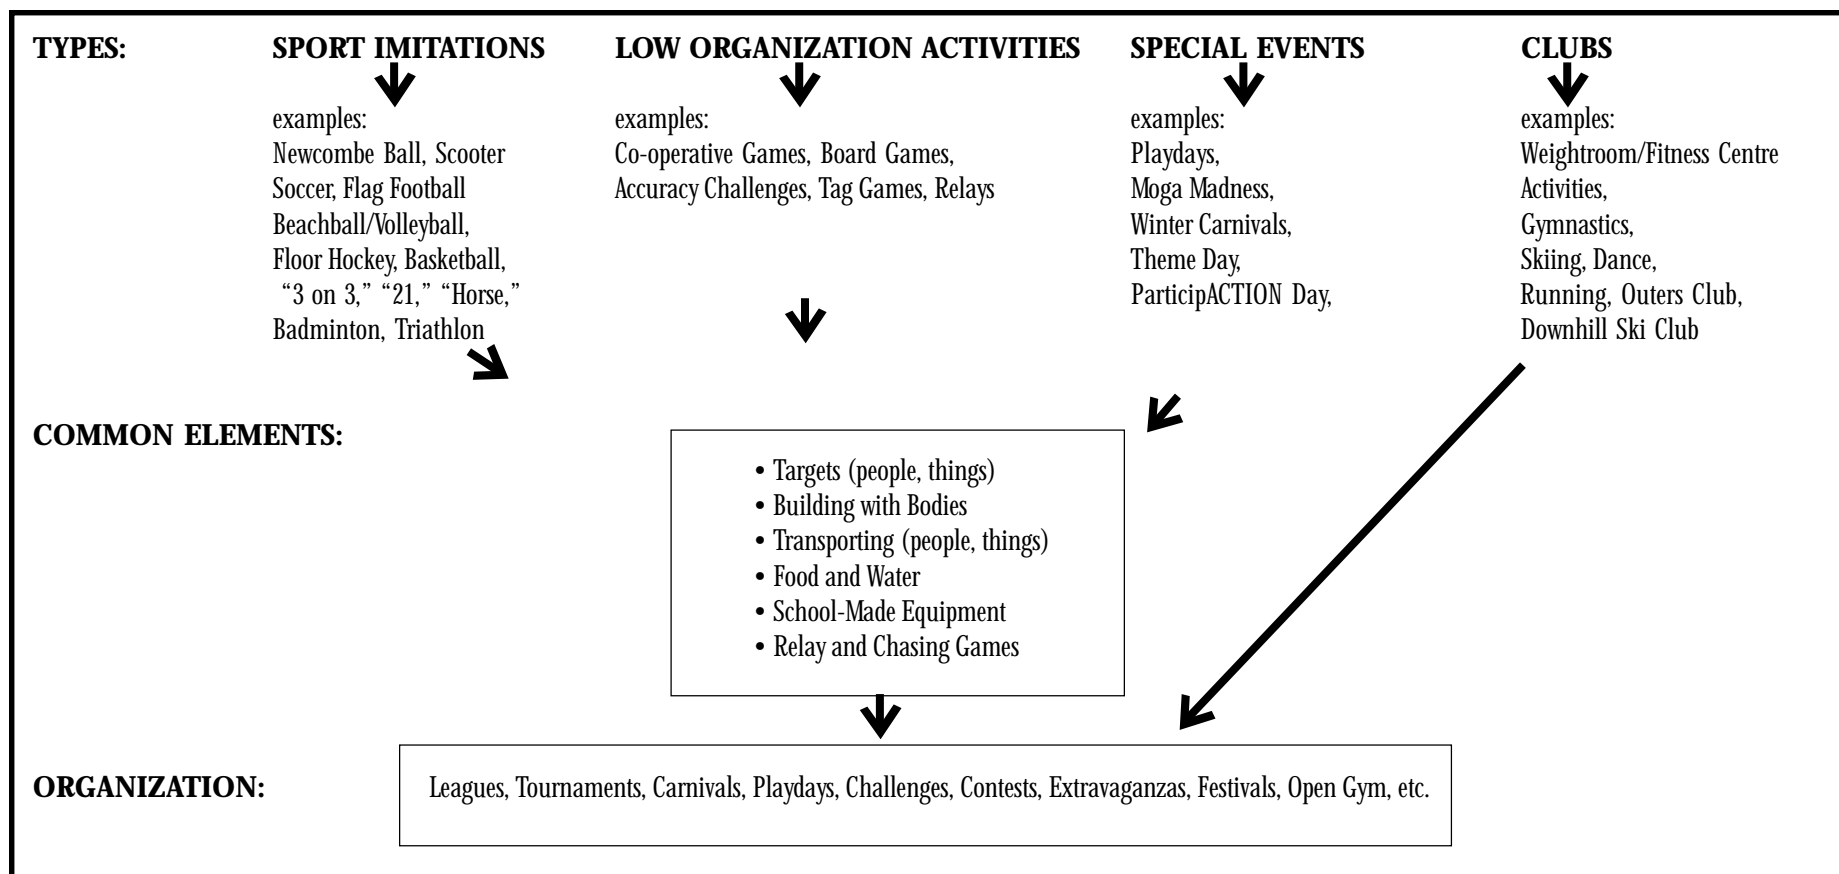 TYPES:
SPORT IMITATIONS
examples:
Newcombe Ball, Scooter
Soccer, Flag Football
Beachball/Volleyball,
Floor Hockey, Basketball,
“3 on 3,” “21,” “Horse,”
Badminton, Triathlon
LOW ORGANIZATION ACTIVITIES
examples:
Co-operative Games, Board Games,
Accuracy Challenges, Tag Games, Relays
SPECIAL EVENTS
examples:
Playdays,
Moga Madness,
Winter Carnivals,
Theme Day,
ParticipACTION Day,
CLUBS
examples:
Weightroom/Fitness Centre
Activities,
Gymnastics,
Skiing, Dance,
Running, Outers Club,
Downhill Ski Club
COMMON ELEMENTS:
• Targets (people, things)
• Building with Bodies
• Transporting (people, things)
• Food and Water
• School-Made Equipment
• Relay and Chasing Games
ORGANIZATION:
Leagues, Tournaments, Carnivals, Playdays, Challenges, Contests, Extravaganzas, Festivals, Open Gym, etc.